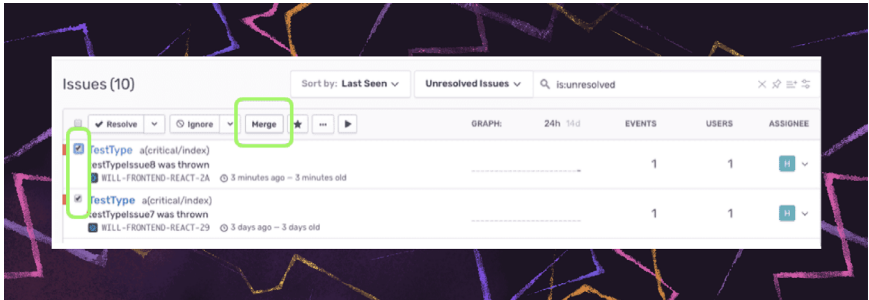 Issues (10)
Sort by: Last Seen
Unresolved Issues
is:unresolved
Resolve
Ignore
Merge
GRAPH:
24h 14d
EVENTS
USERS
ASSIGNEE
TestType a(critical/index)
testTypeIssue8 was thrown
1
1
H
WILL-FRONTEND-REACT-2A
3 minutes ago — 3 minutes old
TestType a(critical/index)
testTypeIssue7 was thrown
1
1
H
WILL-FRONTEND-REACT-29
3 days ago — 3 days old